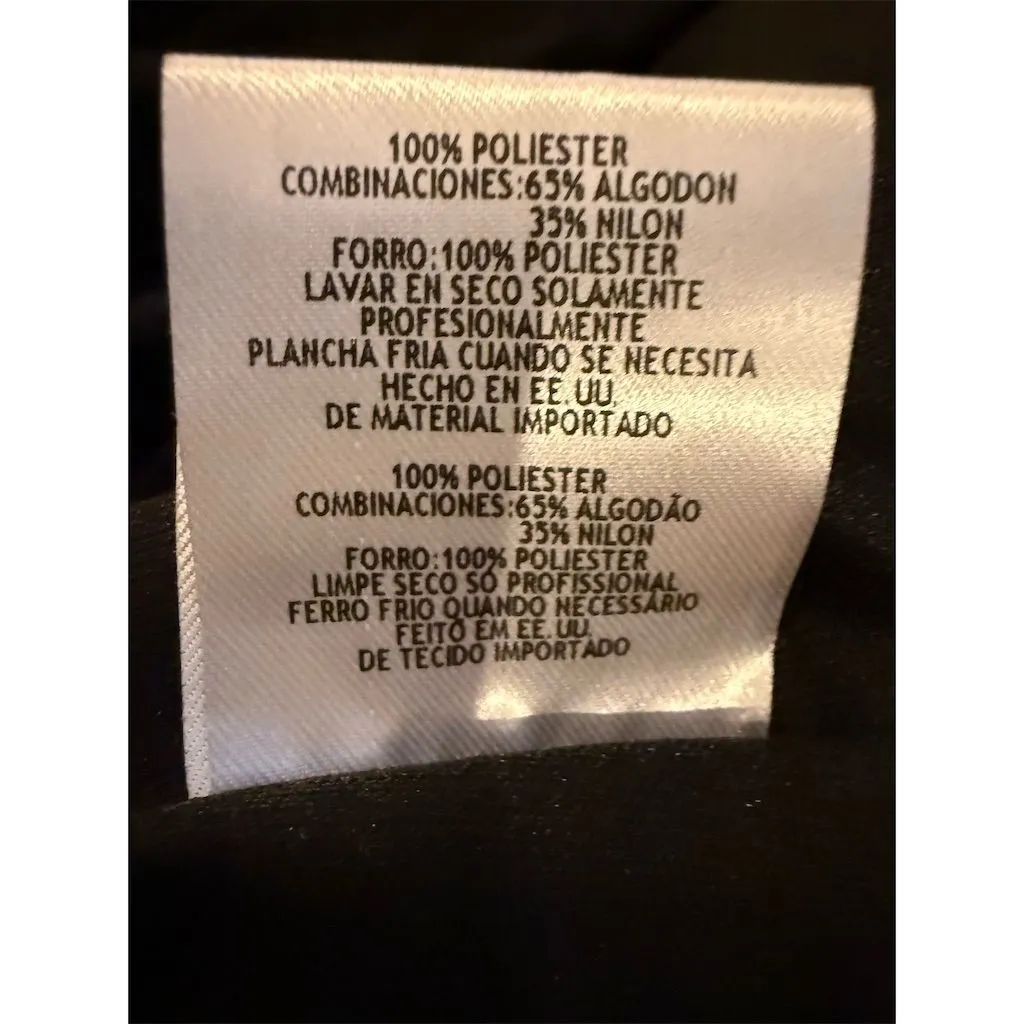 100% POLIESTER
COMBINACIONES:65% ALGODON
35% NILON
FORRO:100% POLIESTER
LAVAR EN SECO SOLAMENTE
PROFESIONALMENTE
PLANCHA FRIA CUANDO SE NECESITA
HECHO EN EE.UU.
DE MATERIAL IMPORTADO
100% POLIESTER
COMBINACIONES:65% ALGODÃO
35% NILON
FORRO:100% POLIESTER
LIMPE SECO SÓ PROFISSIONAL
FERRO FRIO QUANDO NECESSÁRIO
FEITO EM EE.UU.
DE TECIDO IMPORTADO